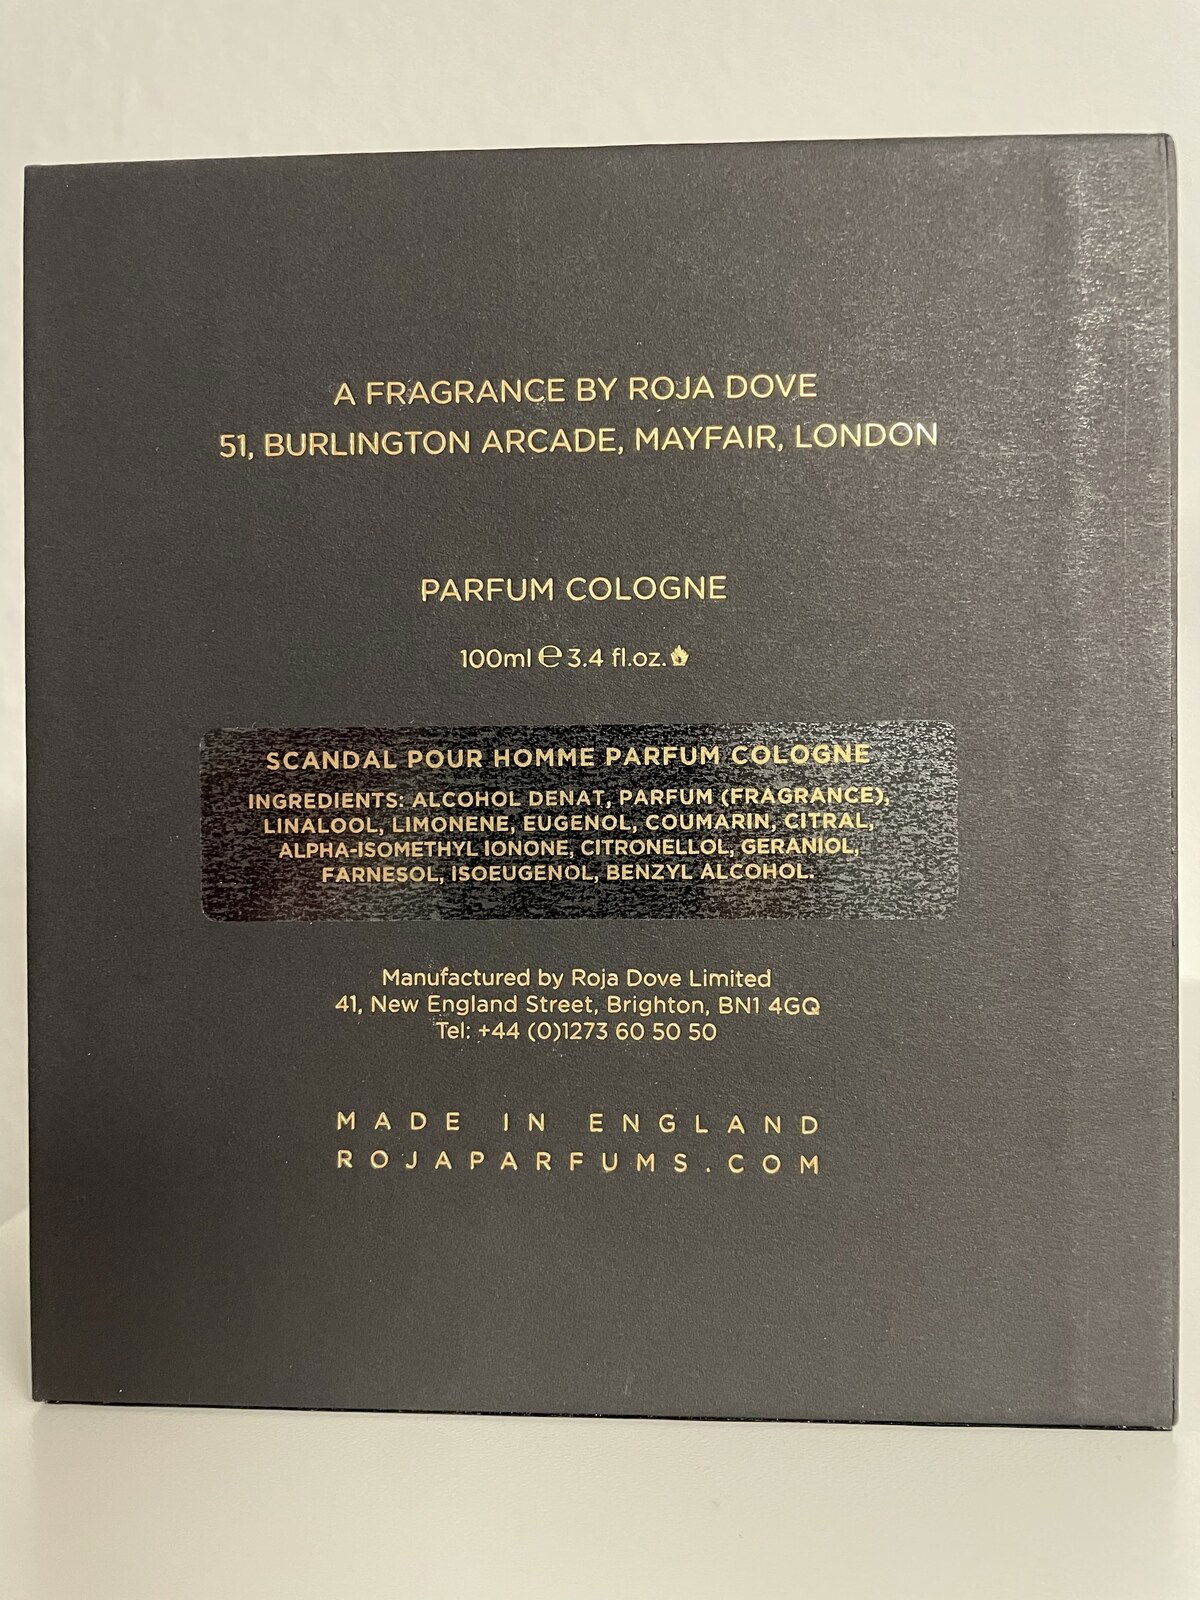 A FRAGRANCE BY ROJA DOVE
51, BURLINGTON ARCADE, MAYFAIR, LONDON
PARFUM COLOGNE
100ml ℮ 3.4 fl.oz.
SCANDAL POUR HOMME PARFUM COLOGNE
INGREDIENTS: ALCOHOL DENAT, PARFUM (FRAGRANCE),
LINALOOL, LIMONENE, EUGENOL, COUMARIN, CITRAL,
ALPHA-ISOMETHYL IONONE, CITRONELLOL, GERANIOL,
FARNESOL, ISOEUGENOL, BENZYL ALCOHOL.
Manufactured by Roja Dove Limited
41, New England Street, Brighton, BN1 4GQ
Tel: +44 (0)1273 60 50 50
MADE IN ENGLAND
ROJAPARFUMS.COM